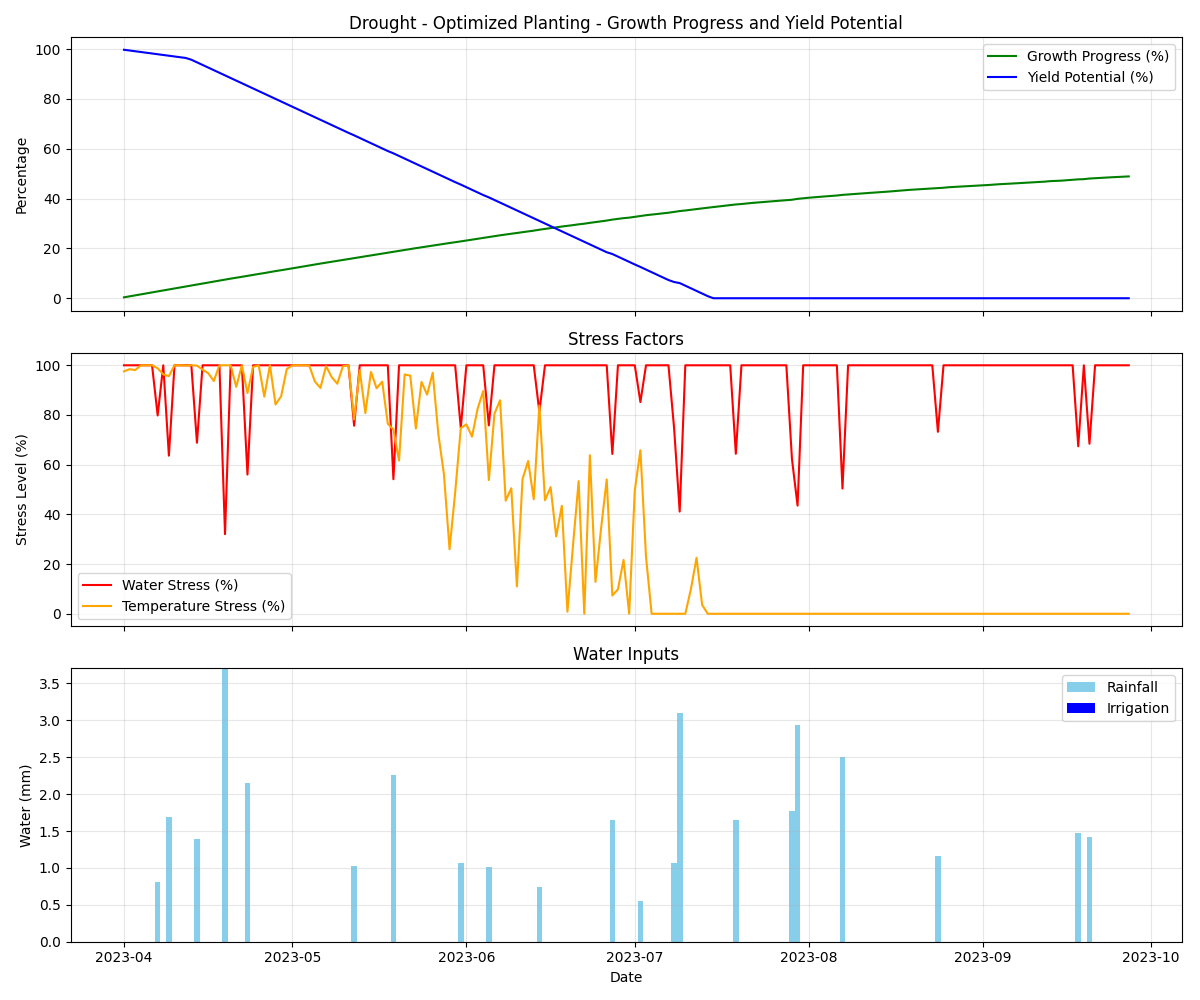 Drought - Optimized Planting - Growth Progress and Yield Potential
100
80
60
40
20
0
Percentage
Growth Progress (%)
Yield Potential (%)
Stress Factors
100
80
60
40
20
0
Stress Level (%)
Water Stress (%)
Temperature Stress (%)
Water Inputs
3.5
3.0
2.5
2.0
1.5
1.0
0.5
0.0
Water (mm)
Rainfall
Irrigation
2023-04 2023-05 2023-06 2023-07 2023-08 2023-09 2023-10
Date